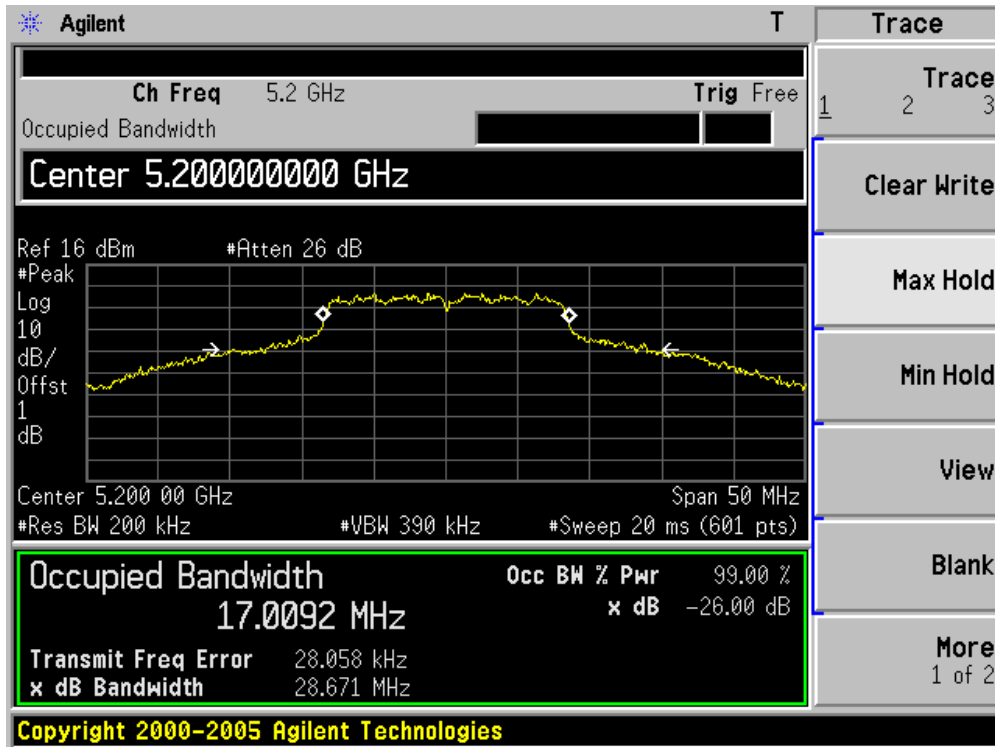 Agilent T
Ch Freq 5.2 GHz Trig Free
Occupied Bandwidth
Center 5.200000000 GHz
Ref 16 dBm #Atten 26 dB
#Peak
Log
10
dB/
Offst
1
dB
Center 5.200 00 GHz Span 50 MHz
#Res BW 200 kHz #VBW 390 kHz #Sweep 20 ms (601 pts)
Occupied Bandwidth
17.0092 MHz
Occ BW % Pwr 99.00 %
x dB -26.00 dB
Transmit Freq Error 28.058 kHz
x dB Bandwidth 28.671 MHz
Copyright 2000-2005 Agilent Technologies
Trace
Trace
1 2 3
Clear Write
Max Hold
Min Hold
View
Blank
More
1 of 2